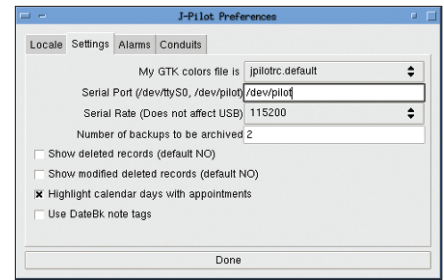 J-Pilot Preferences
Locale Settings Alarms Conduits
My GTK colors file is jpilotrc.default
Serial Port (/dev/ttyS0, /dev/pilot) /dev/pilot
Serial Rate (Does not affect USB) 115200
Number of backups to be archived 2
Show deleted records (default NO)
Show modified deleted records (default NO)
Highlight calendar days with appointments
Use DateBk note tags
Done